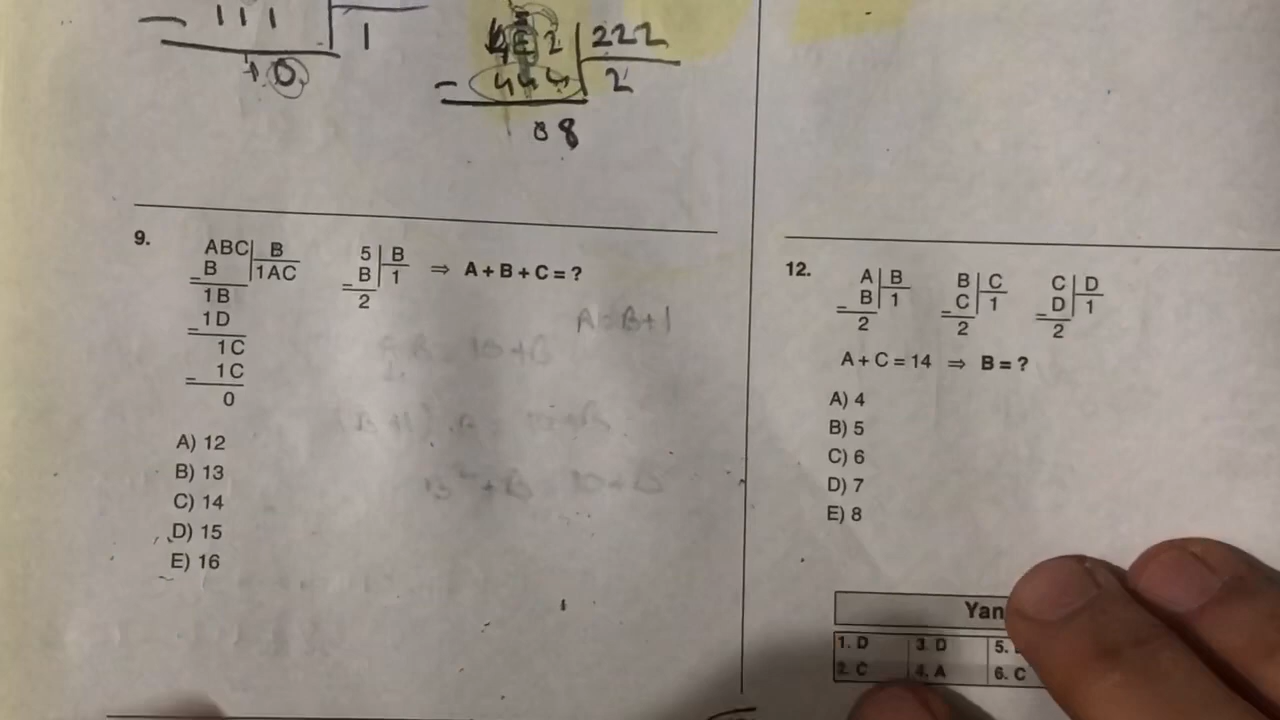 - 111
1
10
462 | 222
- 444 2
08
9.
ABC B
- B 1AC
1B
- 1D
1C
- 1C
0
5 B
- B 1
2
⇒ A + B + C = ?
A = B+1
A) 12
B) 13
C) 14
D) 15
E) 16
12.
A B
- B 1
2
B C
- C 1
2
C D
- D 1
2
A + C = 14 ⇒ B = ?
A) 4
B) 5
C) 6
D) 7
E) 8
Yan
1. D 3. D 5.
2. C 4. A 6. C